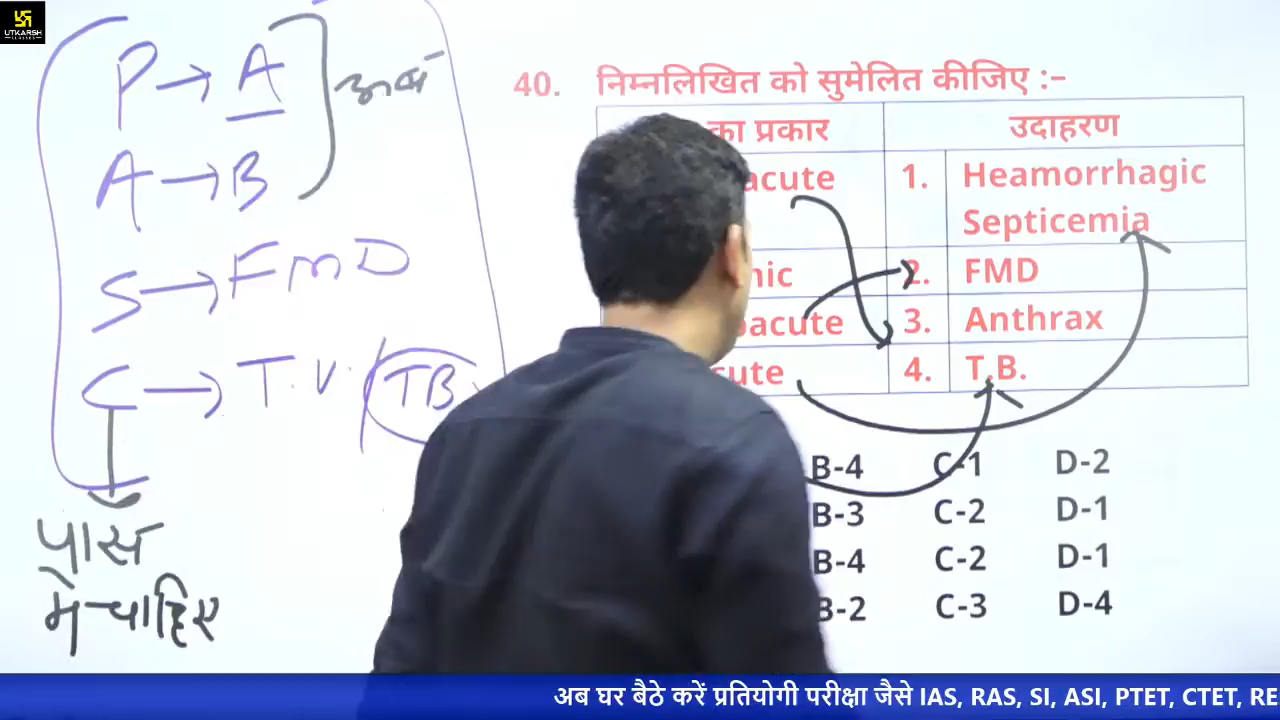 UTKARSH
CLASSES
P → A
A → B
S → FMD
C → T.V. TB
पास
मे चाहिए
40. निम्नलिखित को सुमेलित कीजिए :–
का प्रकार उदाहरण
acute 1. Heamorrhagic
Septicemia
nic 2. FMD
acute 3. Anthrax
cute 4. T.B.
B-4 C-1 D-2
B-3 C-2 D-1
B-4 C-2 D-1
B-2 C-3 D-4
अब घर बैठे करें प्रतियोगी परीक्षा जैसे IAS, RAS, SI, ASI, PTET, CTET, RE